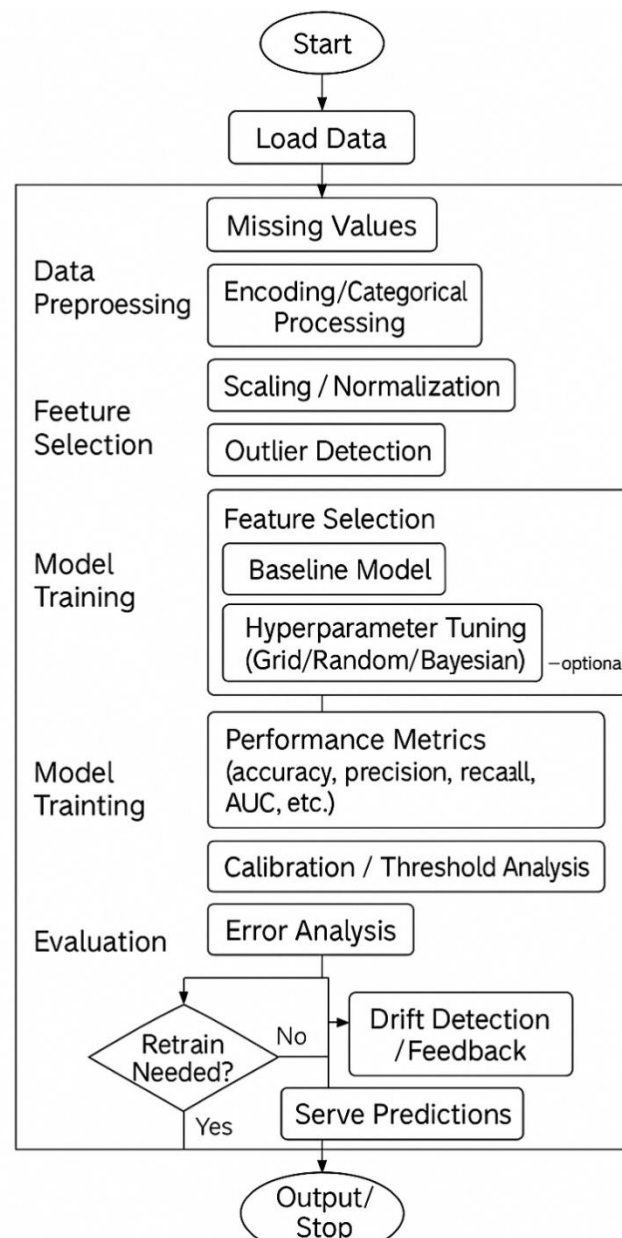 Start
Load Data
Missing Values
Data
Preproessing
Encoding/Categorical
Processing
Scaling / Normalization
Feeture
Selection
Outlier Detection
Feature Selection
Model
Training
Baseline Model
Hyperparameter Tuning
(Grid/Random/Bayesian)
–optiona
Performance Metrics
(accuracy, precision, recaall,
AUC, etc.)
Model
Trainting
Calibration / Threshold Analysis
Evaluation
Error Analysis
Retrain
Needed?
No
Drift Detection
/Feedback
Yes
Serve Predictions
Output/
Stop